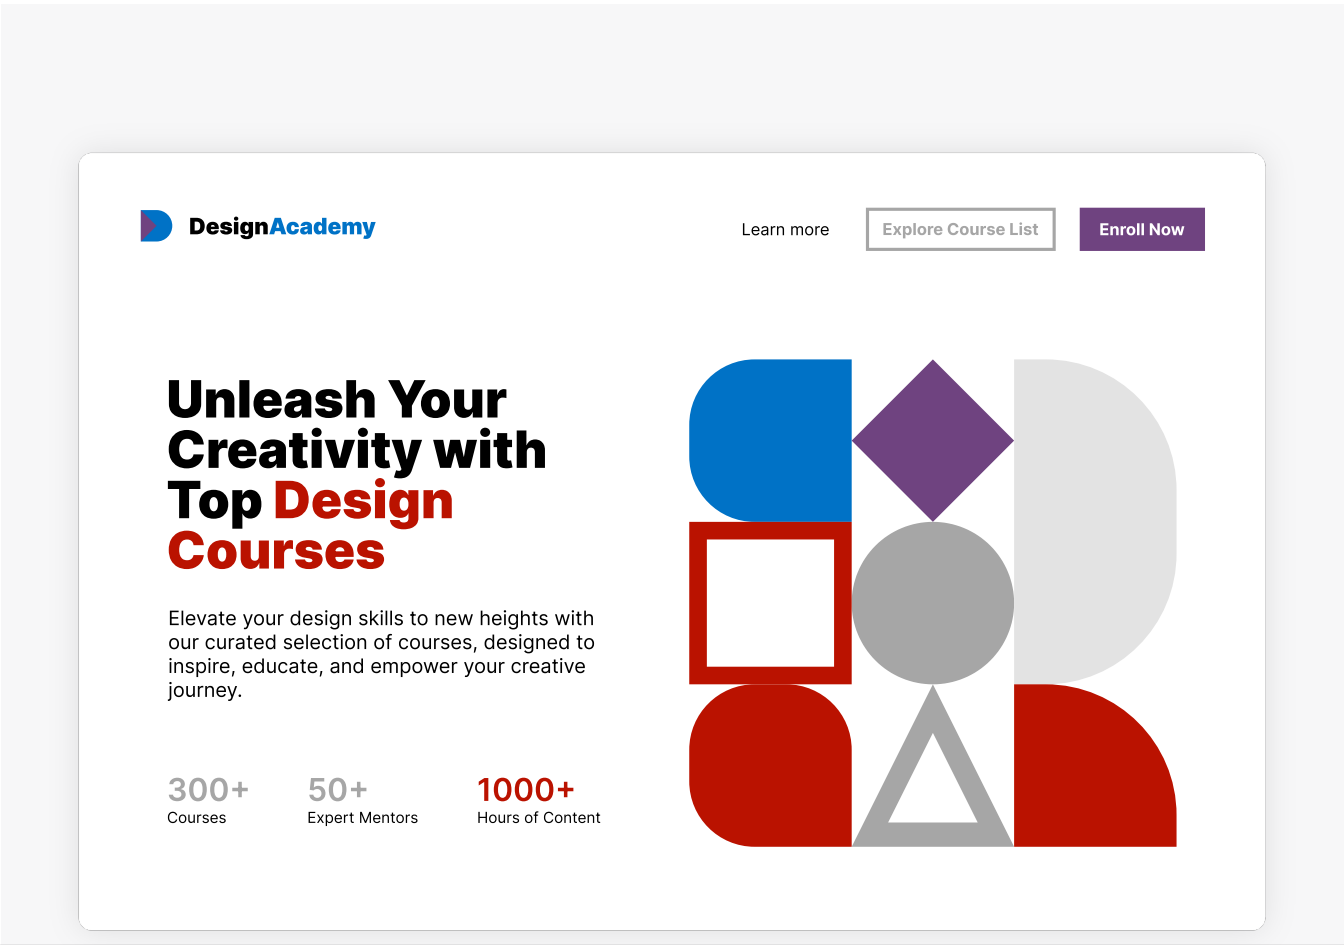 DesignAcademy
Learn more
Explore Course List
Enroll Now
Unleash Your
Creativity with
Top Design
Courses
Elevate your design skills to new heights with
our curated selection of courses, designed to
inspire, educate, and empower your creative
journey.
300+
Courses
50+
Expert Mentors
1000+
Hours of Content